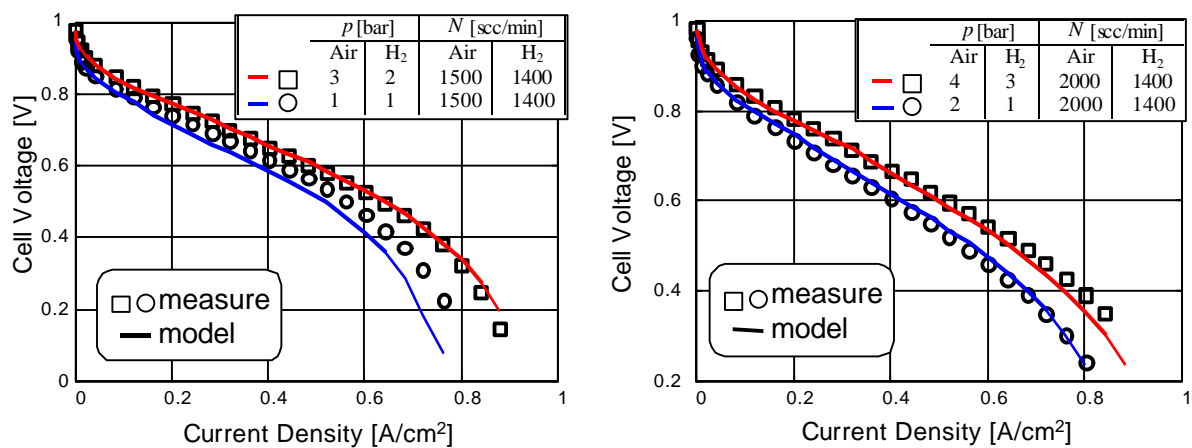 p [bar] N [scc/min]
Air H₂ Air H₂
3 2 1500 1400
1 1 1500 1400
1
0.8
0.6
0.4
0.2
0
Cell Voltage [V]
measure
model
0 0.2 0.4 0.6 0.8 1
Current Density [A/cm²]
p [bar] N [scc/min]
Air H₂ Air H₂
4 3 2000 1400
2 1 2000 1400
1
0.8
0.6
0.4
0.2
Cell Voltage [V]
measure
model
0 0.2 0.4 0.6 0.8 1
Current Density [A/cm²]